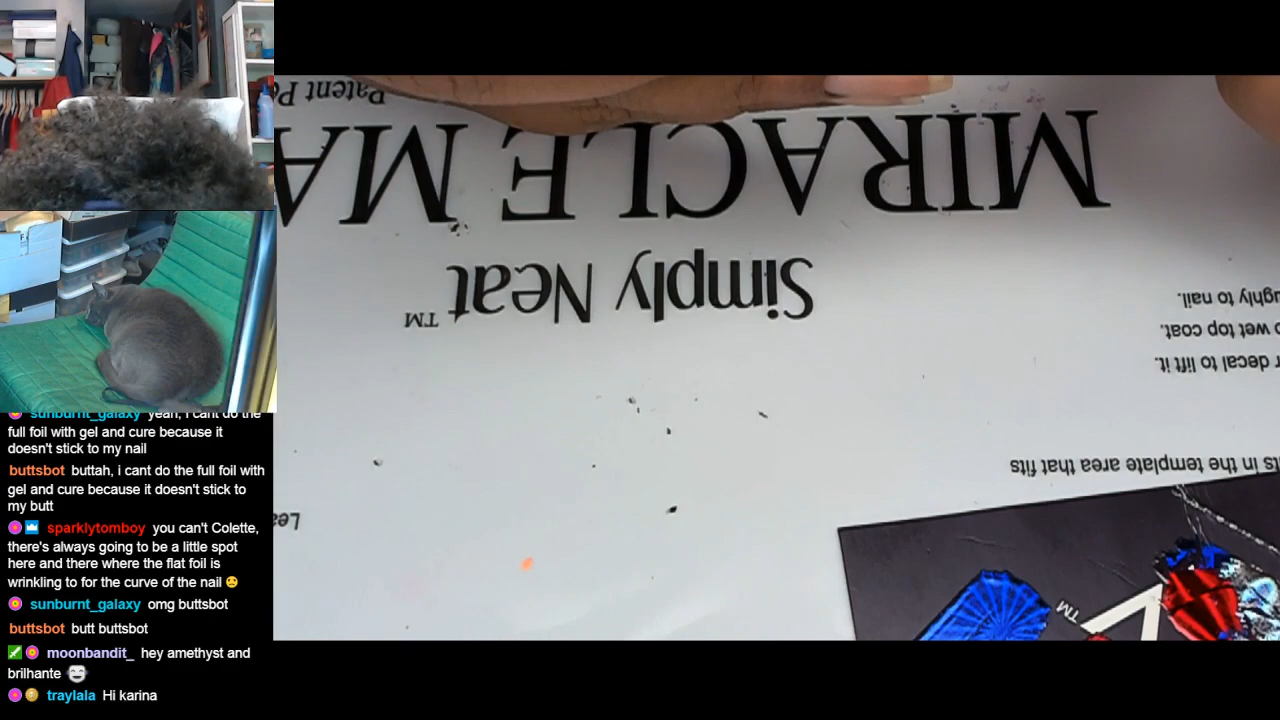 sunburnt_galaxy yeah, i cant do the
full foil with gel and cure because it
doesn't stick to my nail
buttsbot buttah, i cant do the full foil with
gel and cure because it doesn't stick to
my butt
sparklytomboy you can't Colette,
there's always going to be a little spot
here and there where the flat foil is
wrinkling to for the curve of the nail
sunburnt_galaxy omg buttsbot
buttsbot butt buttsbot
moonbandit_ hey amethyst and
brilhante
traylala Hi karina
Patent
MIRACLE MA
Simply Neat™
ughly to nail.
wet top coat.
decal to lift it.
in the template area that fits
TM